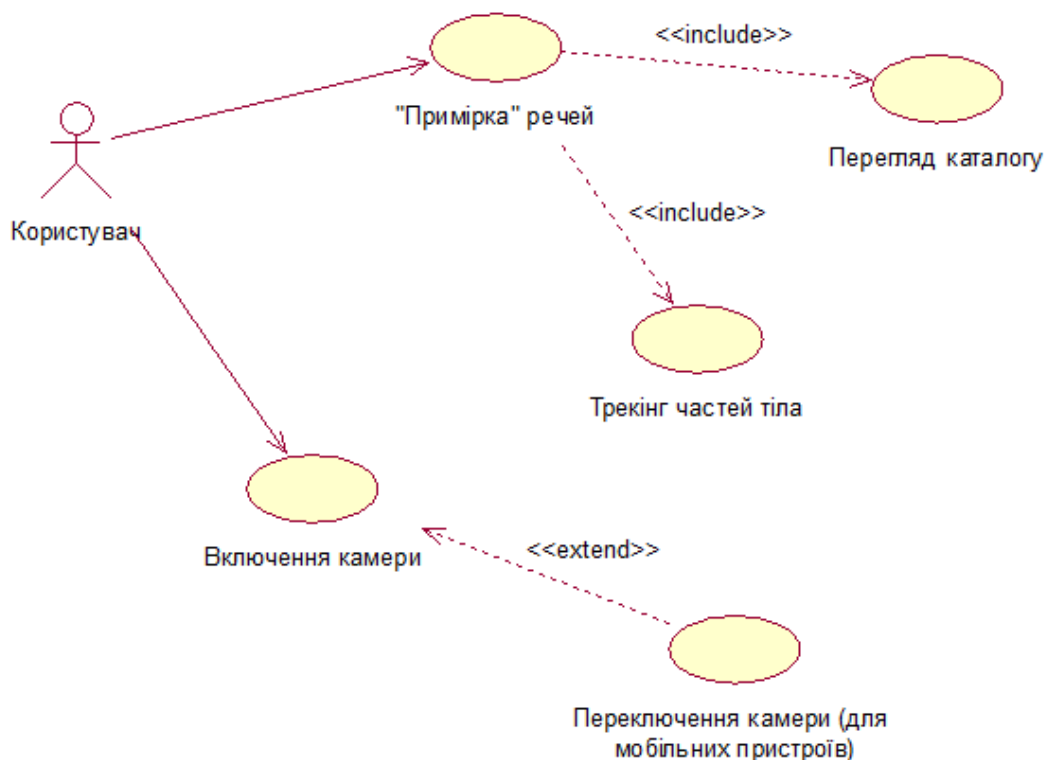 <<include>>
"Примірка" речей
Перегляд каталогу
<<include>>
Користувач
Трекінг частей тіла
Включення камери
<<extend>>
Переключення камери (для
мобільних пристроїв)